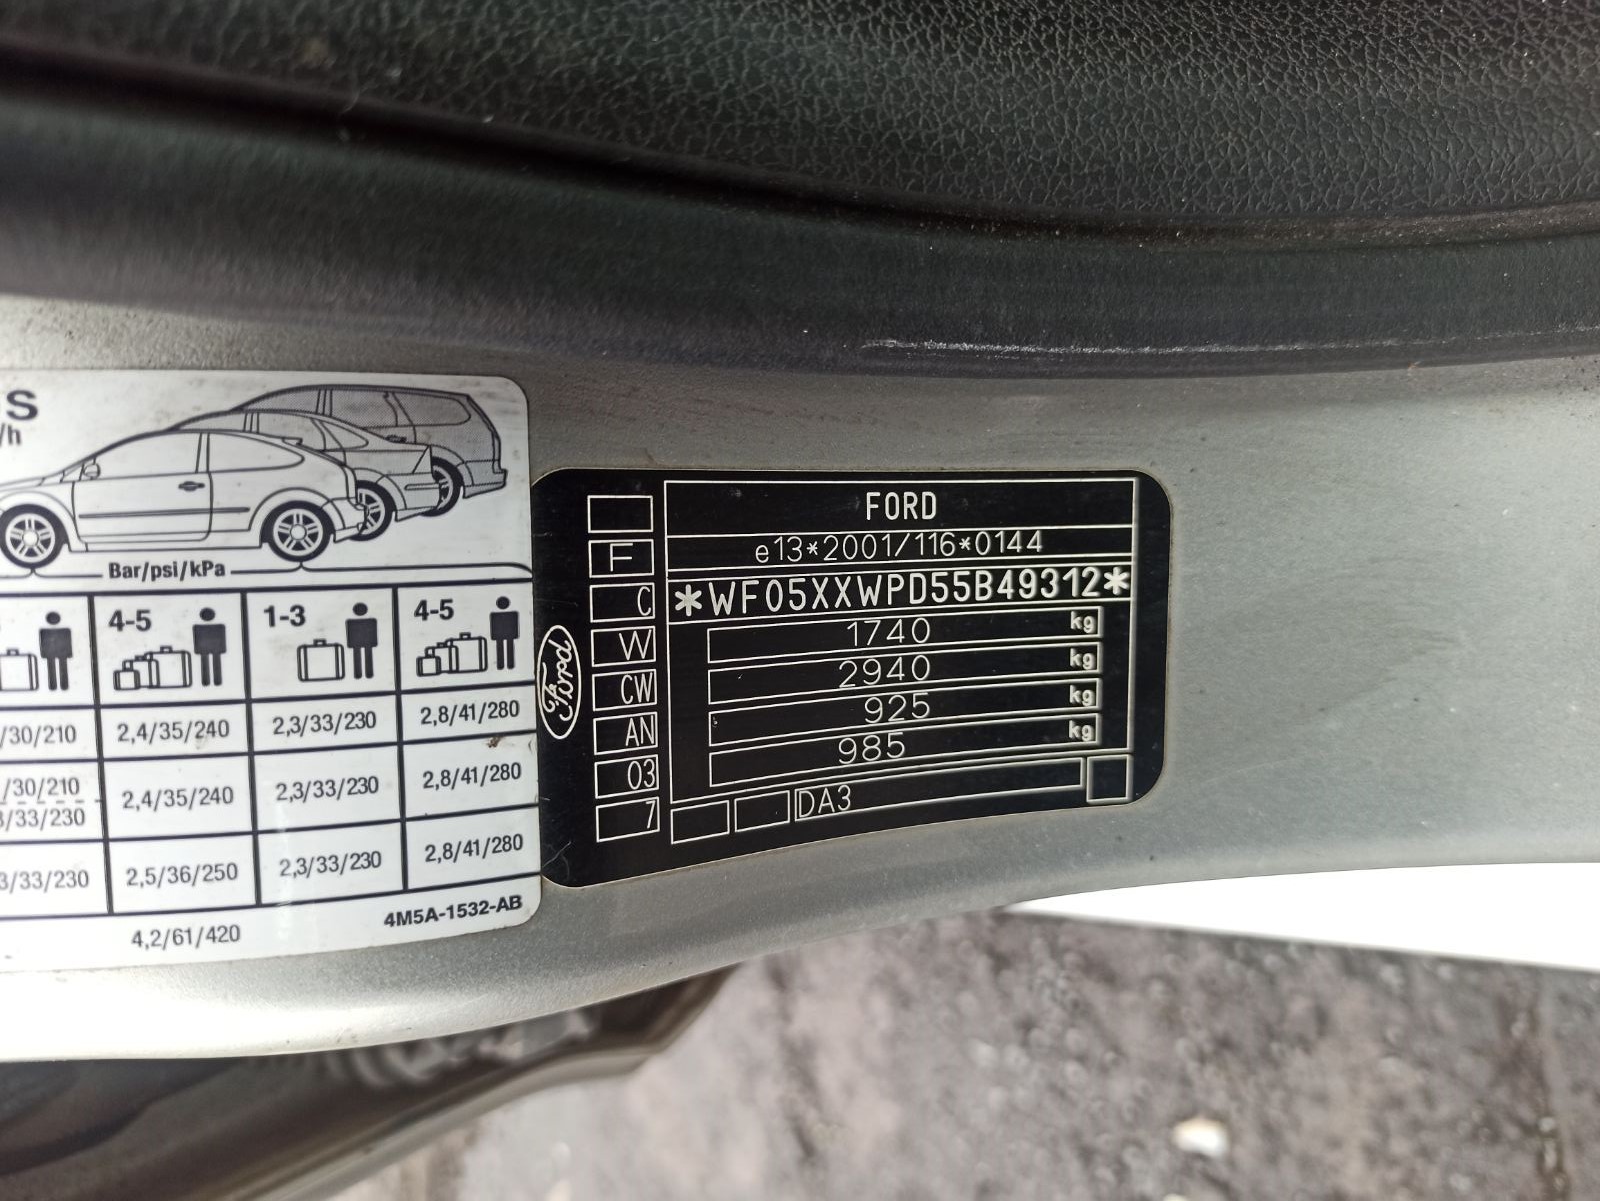 S
/h
Bar/psi/kPa
4-5
1-3
4-5
/30/210
2,4/35/240
2,3/33/230
2,8/41/280
/30/210
/33/230
2,4/35/240
2,3/33/230
2,8/41/280
3/33/230
2,5/36/250
2,3/33/230
2,8/41/280
4,2/61/420
4M5A-1532-AB
Ford
F
C
W
CW
AN
03
7
FORD
e13*2001/116*0144
*WF05XXWPD55B49312*
1740 kg
2940 kg
925 kg
985 kg
DA3